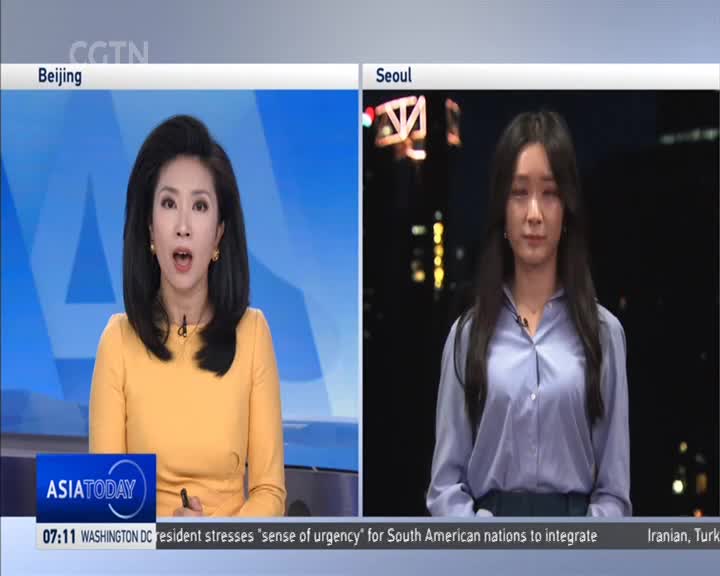 CGTN
Beijing
Seoul
ASIA TODAY
07:11 WASHINGTON DC
resident stresses "sense of urgency" for South American nations to integrate
Iranian, Turk